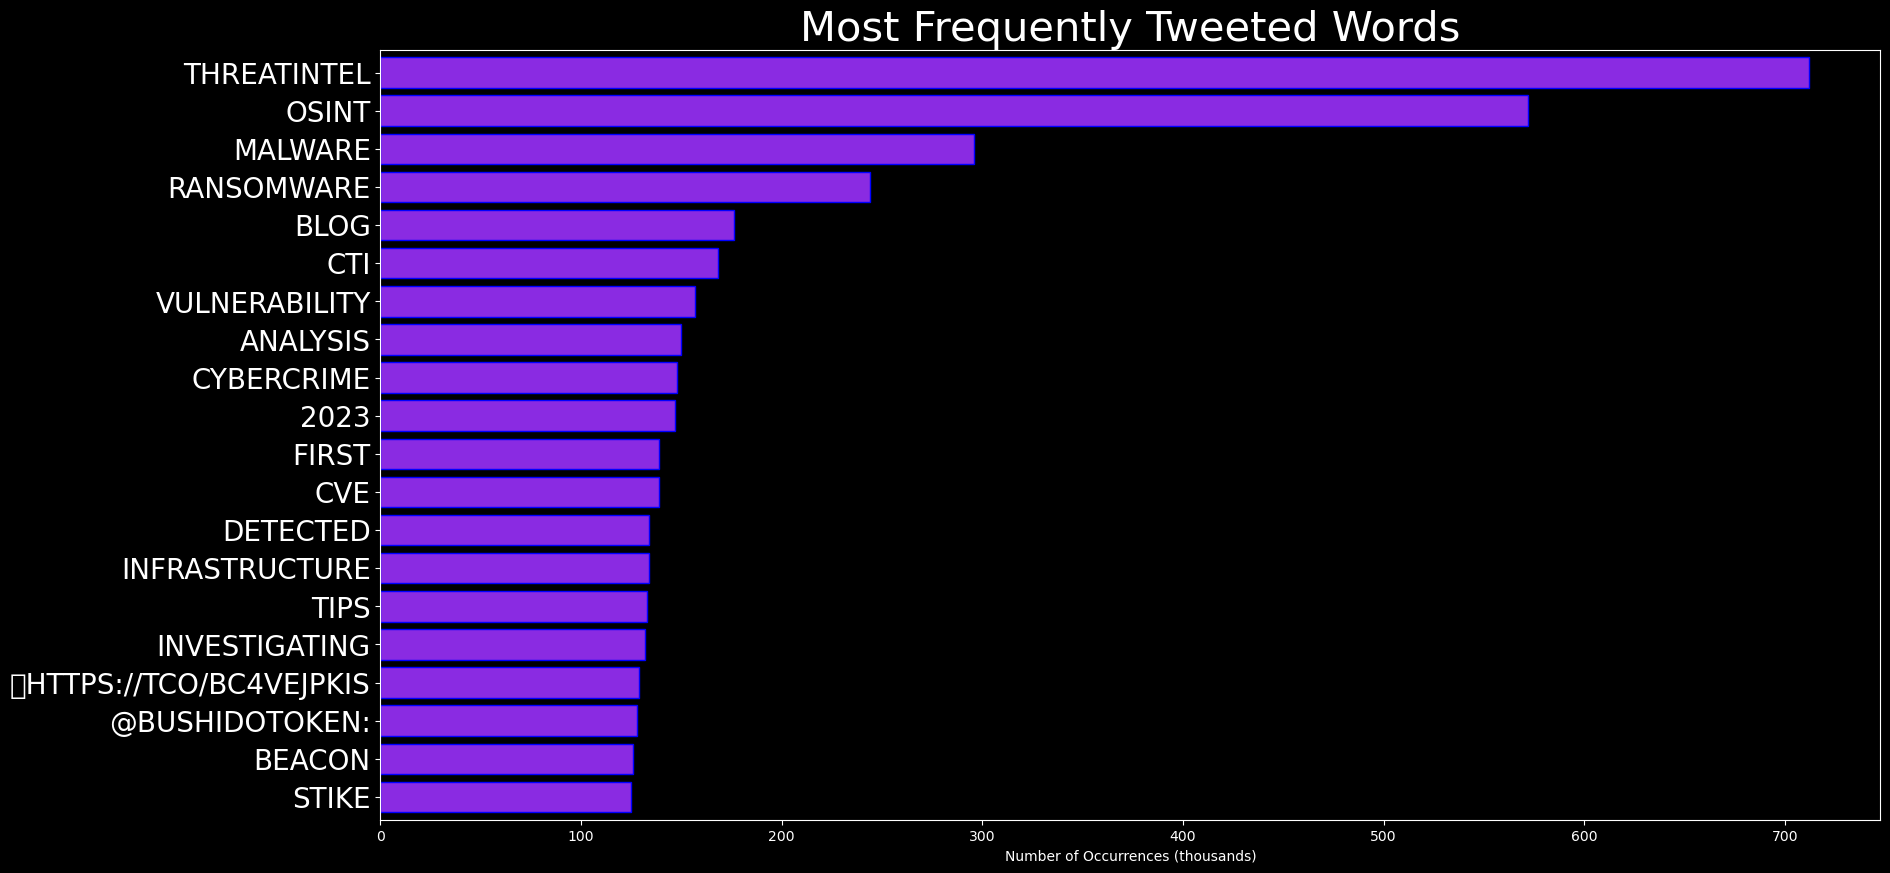 Most Frequently Tweeted Words
THREATINTEL
OSINT
MALWARE
RANSOMWARE
BLOG
CTI
VULNERABILITY
ANALYSIS
CYBERCRIME
2023
FIRST
CVE
DETECTED
INFRASTRUCTURE
TIPS
INVESTIGATING
▯HTTPS://TCO/BC4VEJPKIS
@BUSHIDOTOKEN:
BEACON
STIKE
0 100 200 300 400 500 600 700
Number of Occurrences (thousands)